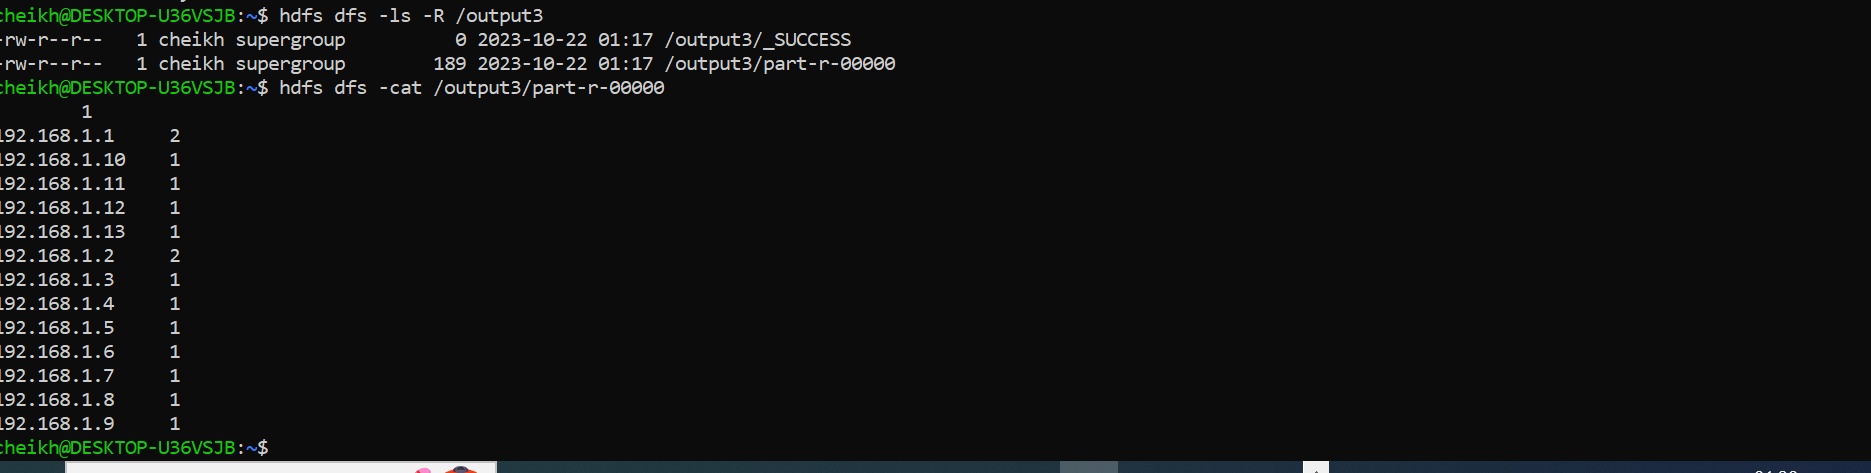 cheikh@DESKTOP-U36VSJB:~$ hdfs dfs -ls -R /output3
-rw-r--r--   1 cheikh supergroup          0 2023-10-22 01:17 /output3/_SUCCESS
-rw-r--r--   1 cheikh supergroup        189 2023-10-22 01:17 /output3/part-r-00000
cheikh@DESKTOP-U36VSJB:~$ hdfs dfs -cat /output3/part-r-00000
        1
192.168.1.1     2
192.168.1.10    1
192.168.1.11    1
192.168.1.12    1
192.168.1.13    1
192.168.1.2     2
192.168.1.3     1
192.168.1.4     1
192.168.1.5     1
192.168.1.6     1
192.168.1.7     1
192.168.1.8     1
192.168.1.9     1
cheikh@DESKTOP-U36VSJB:~$